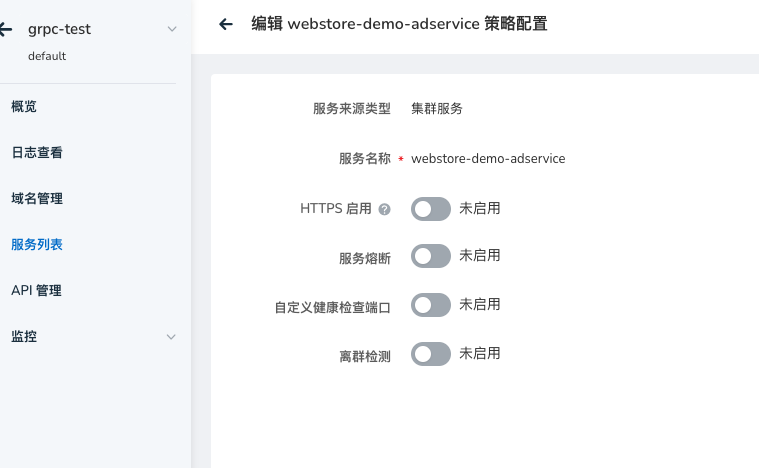 grpc-test
default
概览
日志查看
域名管理
服务列表
API 管理
监控
编辑 webstore-demo-adservice 策略配置
服务来源类型 集群服务
服务名称 * webstore-demo-adservice
HTTPS 启用 ? 未启用
服务熔断 未启用
自定义健康检查端口 未启用
离群检测 未启用